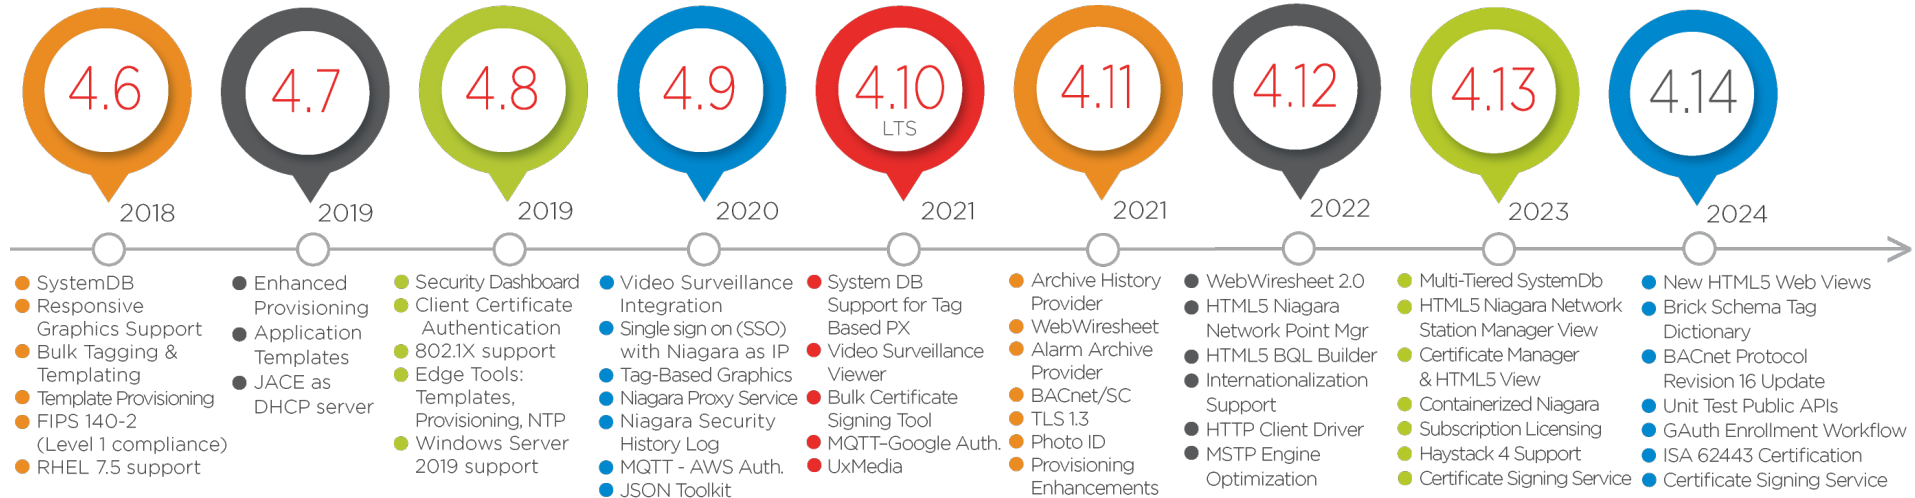 4.6
2018
SystemDB
Responsive
Graphics Support
Bulk Tagging &
Templating
Template Provisioning
FIPS 140-2
(Level 1 compliance)
RHEL 7.5 support
4.7
2019
Enhanced
Provisioning
Application
Templates
JACE as
DHCP server
4.8
2019
Security Dashboard
Client Certificate
Authentication
802.1X support
Edge Tools:
Templates,
Provisioning, NTP
Windows Server
2019 support
4.9
2020
Video Surveillance
Integration
Single sign on (SSO)
with Niagara as IP
Tag-Based Graphics
Niagara Proxy Service
Niagara Security
History Log
MQTT - AWS Auth.
JSON Toolkit
4.10
LTS
2021
System DB
Support for Tag
Based PX
Video Surveillance
Viewer
Bulk Certificate
Signing Tool
MQTT–Google Auth.
UxMedia
4.11
2021
Archive History
Provider
WebWiresheet
Alarm Archive
Provider
BACnet/SC
TLS 1.3
Photo ID
Provisioning
Enhancements
4.12
2022
WebWiresheet 2.0
HTML5 Niagara
Network Point Mgr
HTML5 BQL Builder
Internationalization
Support
HTTP Client Driver
MSTP Engine
Optimization
4.13
2023
Multi-Tiered SystemDb
HTML5 Niagara Network
Station Manager View
Certificate Manager
& HTML5 View
Containerized Niagara
Subscription Licensing
Haystack 4 Support
Certificate Signing Service
4.14
2024
New HTML5 Web Views
Brick Schema Tag
Dictionary
BACnet Protocol
Revision 16 Update
Unit Test Public APIs
GAuth Enrollment Workflow
ISA 62443 Certification
Certificate Signing Service